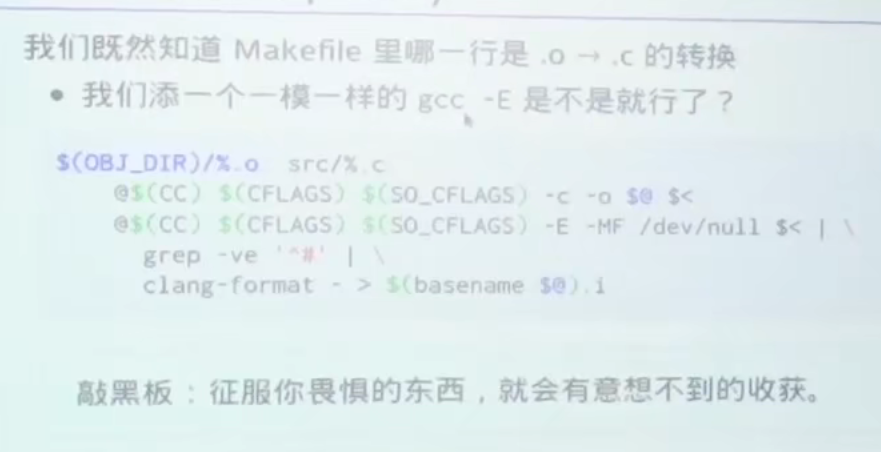 我们既然知道 Makefile 里哪一行是 .o → .c 的转换
• 我们添一个一模一样的 gcc -E 是不是就行了？
$(OBJ_DIR)/%.o src/%.c
@$(CC) $(CFLAGS) $(SO_CFLAGS) -c -o $@ $<
@$(CC) $(CFLAGS) $(SO_CFLAGS) -E -MF /dev/null $< | \
grep -ve '^#' | \
clang-format - > $(basename $@).i
敲黑板：征服你畏惧的东西，就会有意想不到的收获。